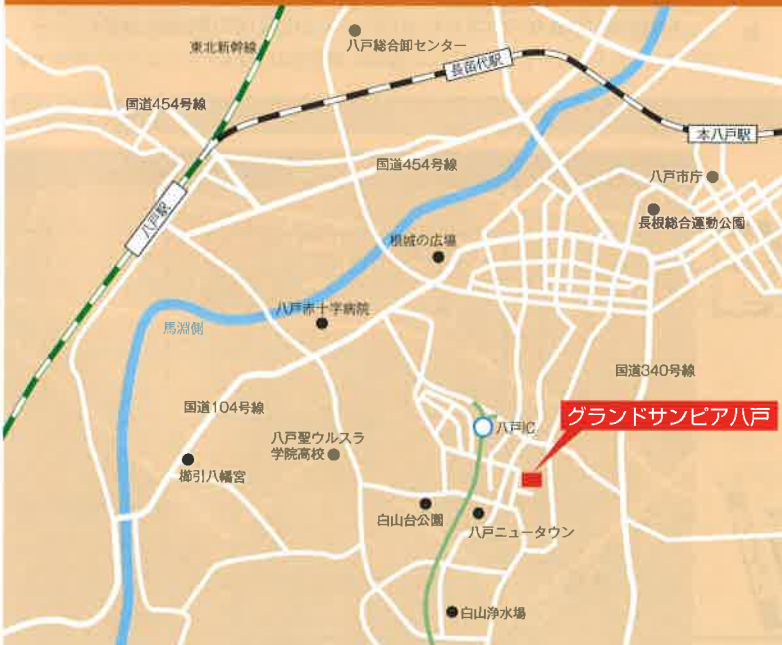 東北新幹線
八戸総合卸センター
長苗代駅
国道454号線
本八戸駅
国道454号線
八戸市庁
八戸駅
長根総合運動公園
根城の広場
八戸赤十字病院
馬淵側
国道340号線
国道104号線
グランドサンピア八戸
八戸IC
八戸聖ウルスラ
学院高校
櫛引八幡宮
白山台公園
八戸ニュータウン
白山浄水場